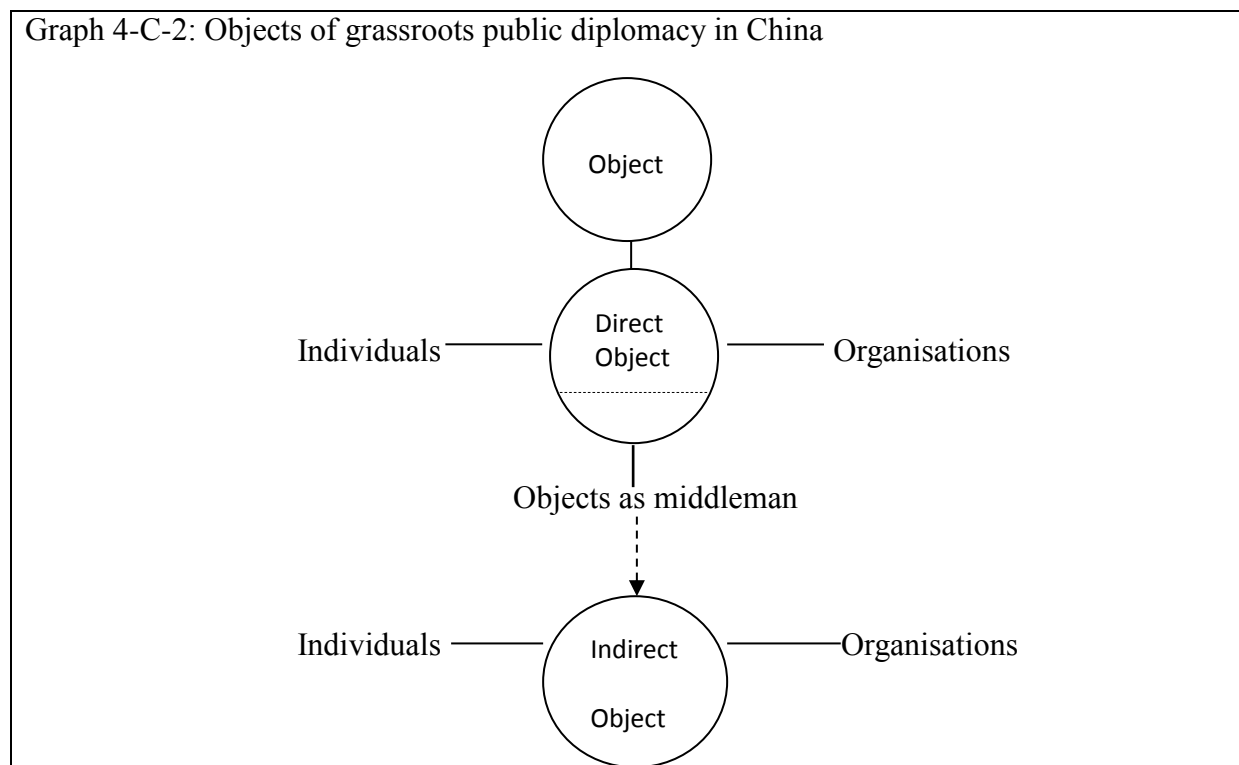 Graph 4-C-2: Objects of grassroots public diplomacy in China
Object
Direct
Object
Individuals
Organisations
Objects as middleman
Individuals
Organisations
Indirect
Object